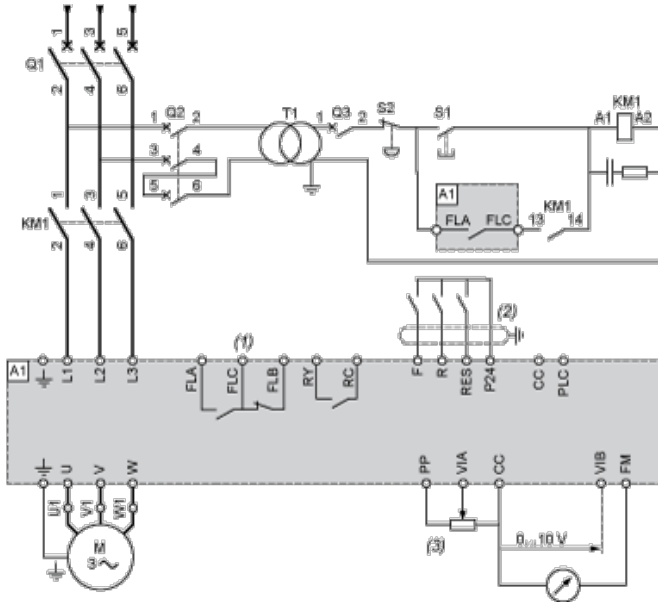 1 3 5
Q1
2 4 6
1 Q2 2
T1
1 Q3 2
S2
S1
KM1
A1 A2
3 4
5 6
A1
FLA FLC
KM1
13 14
1 3 5
KM1
2 4 6
(1)
(2)
A1
L1 L2 L3
FLA FLC FLB RY RC
F R RES P24 CC PLC
U V W
PP VIA CC VIB FM
U1 V1 W1
M
3
(3)
0 ... 10 V